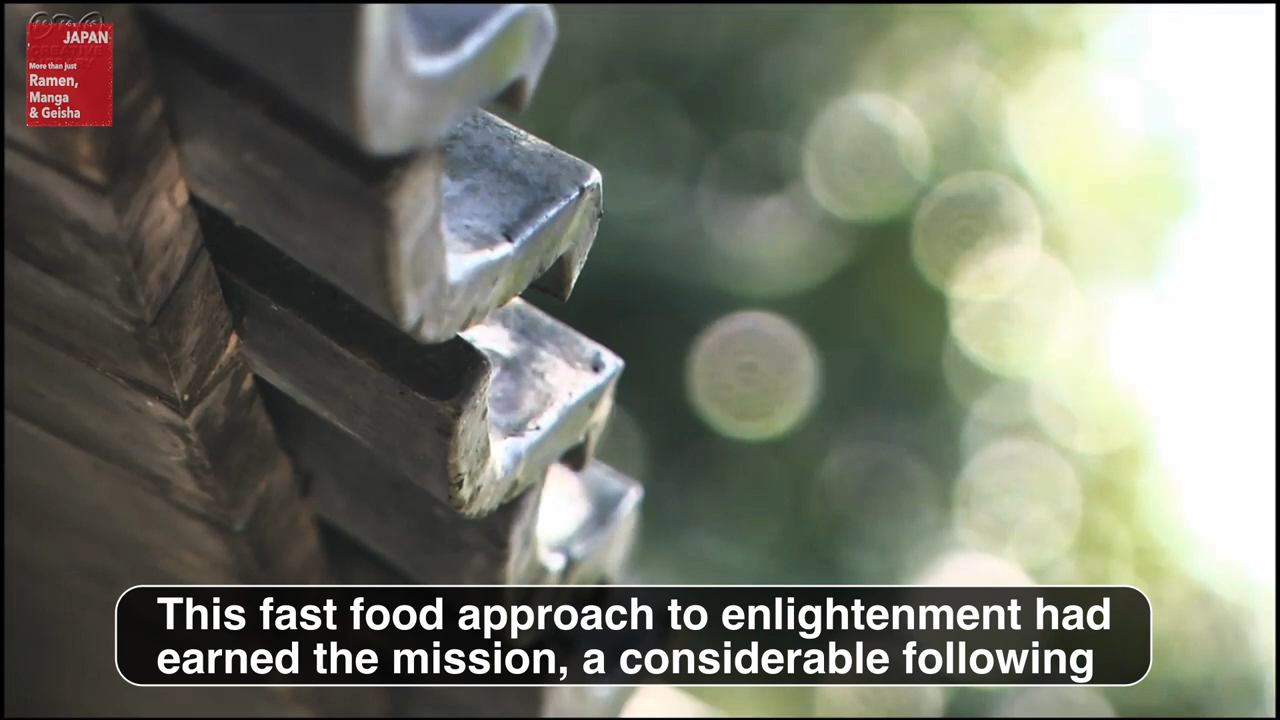 JAPAN
More than just
Ramen,
Manga
& Geisha
This fast food approach to enlightenment had
earned the mission, a considerable following